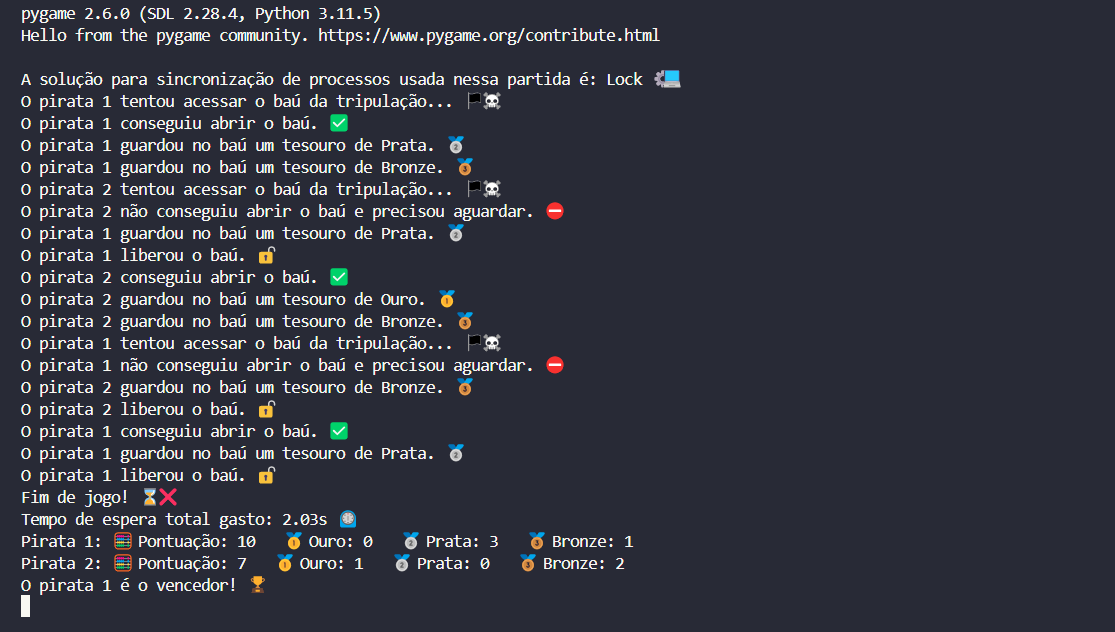 pygame 2.6.0 (SDL 2.28.4, Python 3.11.5)
Hello from the pygame community. https://www.pygame.org/contribute.html
A solução para sincronização de processos usada nessa partida é: Lock
O pirata 1 tentou acessar o baú da tripulação... 🏴☠️
O pirata 1 conseguiu abrir o baú. ✅
O pirata 1 guardou no baú um tesouro de Prata. 🥈
O pirata 1 guardou no baú um tesouro de Bronze. 🥉
O pirata 2 tentou acessar o baú da tripulação... 🏴☠️
O pirata 2 não conseguiu abrir o baú e precisou aguardar. ⛔
O pirata 1 guardou no baú um tesouro de Prata. 🥈
O pirata 1 liberou o baú. 🔓
O pirata 2 conseguiu abrir o baú. ✅
O pirata 2 guardou no baú um tesouro de Ouro. 🥇
O pirata 2 guardou no baú um tesouro de Bronze. 🥉
O pirata 1 tentou acessar o baú da tripulação... 🏴☠️
O pirata 1 não conseguiu abrir o baú e precisou aguardar. ⛔
O pirata 2 guardou no baú um tesouro de Bronze. 🥉
O pirata 2 liberou o baú. 🔓
O pirata 1 conseguiu abrir o baú. ✅
O pirata 1 guardou no baú um tesouro de Prata. 🥈
O pirata 1 liberou o baú. 🔓
Fim de jogo! ⌛❌
Tempo de espera total gasto: 2.03s ⏲️
Pirata 1: 🧮 Pontuação: 10 🥇 Ouro: 0 🥈 Prata: 3 🥉 Bronze: 1
Pirata 2: 🧮 Pontuação: 7 🥇 Ouro: 1 🥈 Prata: 0 🥉 Bronze: 2
O pirata 1 é o vencedor! 🏆